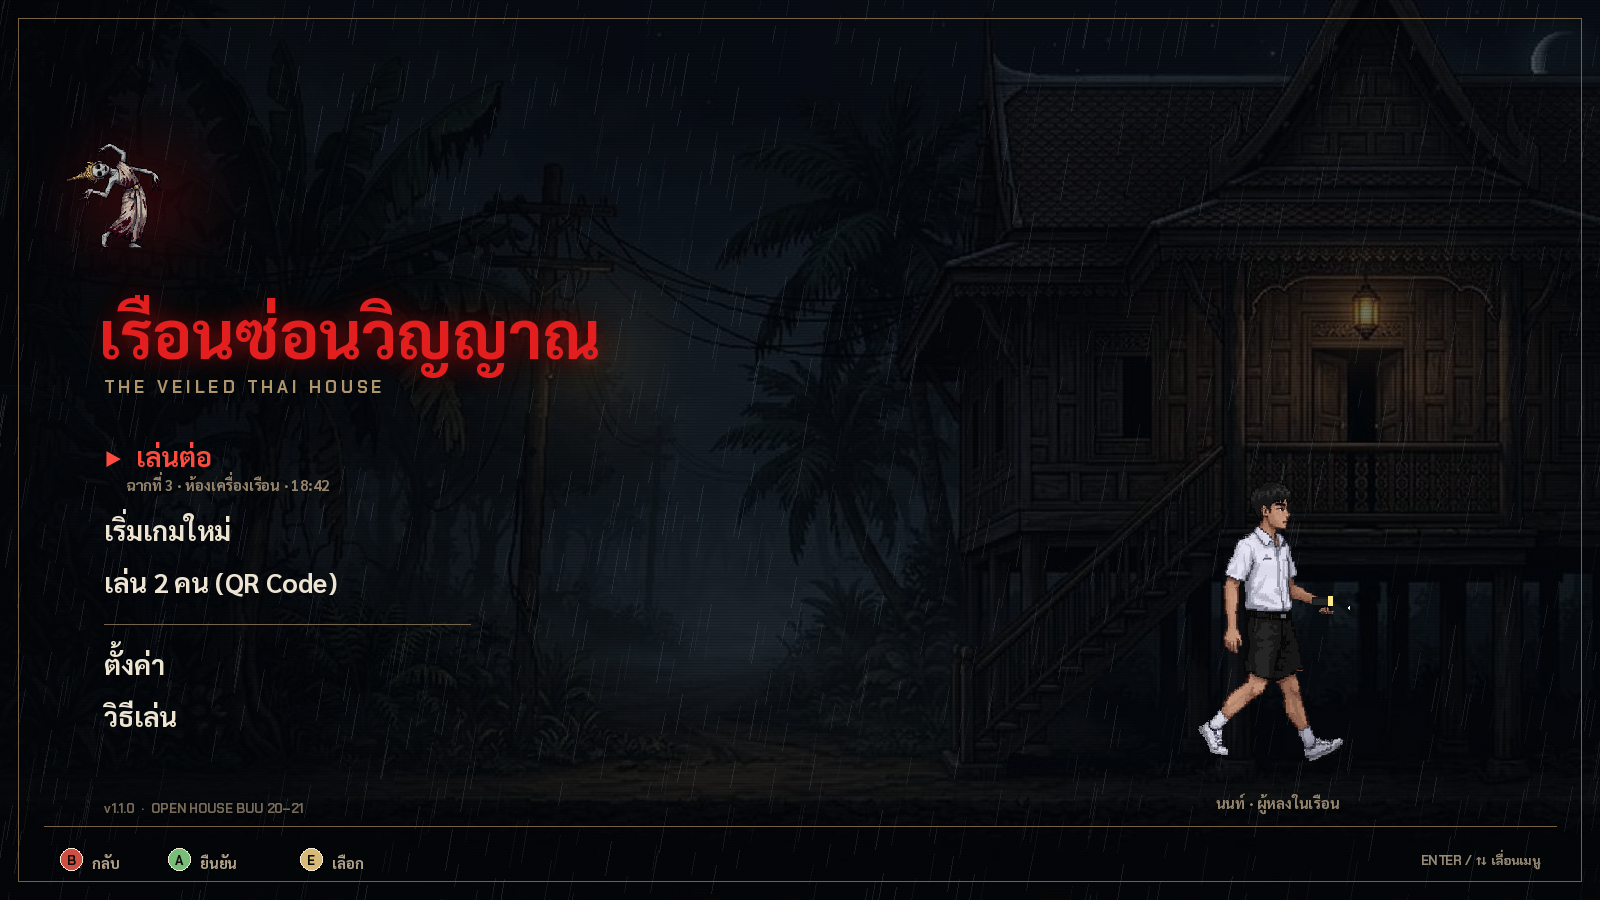 เรือนซ่อนวิญญาณ
THE VEILED THAI HOUSE
▶ เล่นต่อ
ฉากที่ 3 · ห้องเครื่องเรือน · 18:42
เริ่มเกมใหม่
เล่น 2 คน (QR Code)
ตั้งค่า
วิธีเล่น
v1.1.0 · OPEN HOUSE BUU 20–21
นนท์ · ผู้หลงในเรือน
B กลับ A ยืนยัน E เลือก
ENTER / ↑↓ เลื่อนเมนู